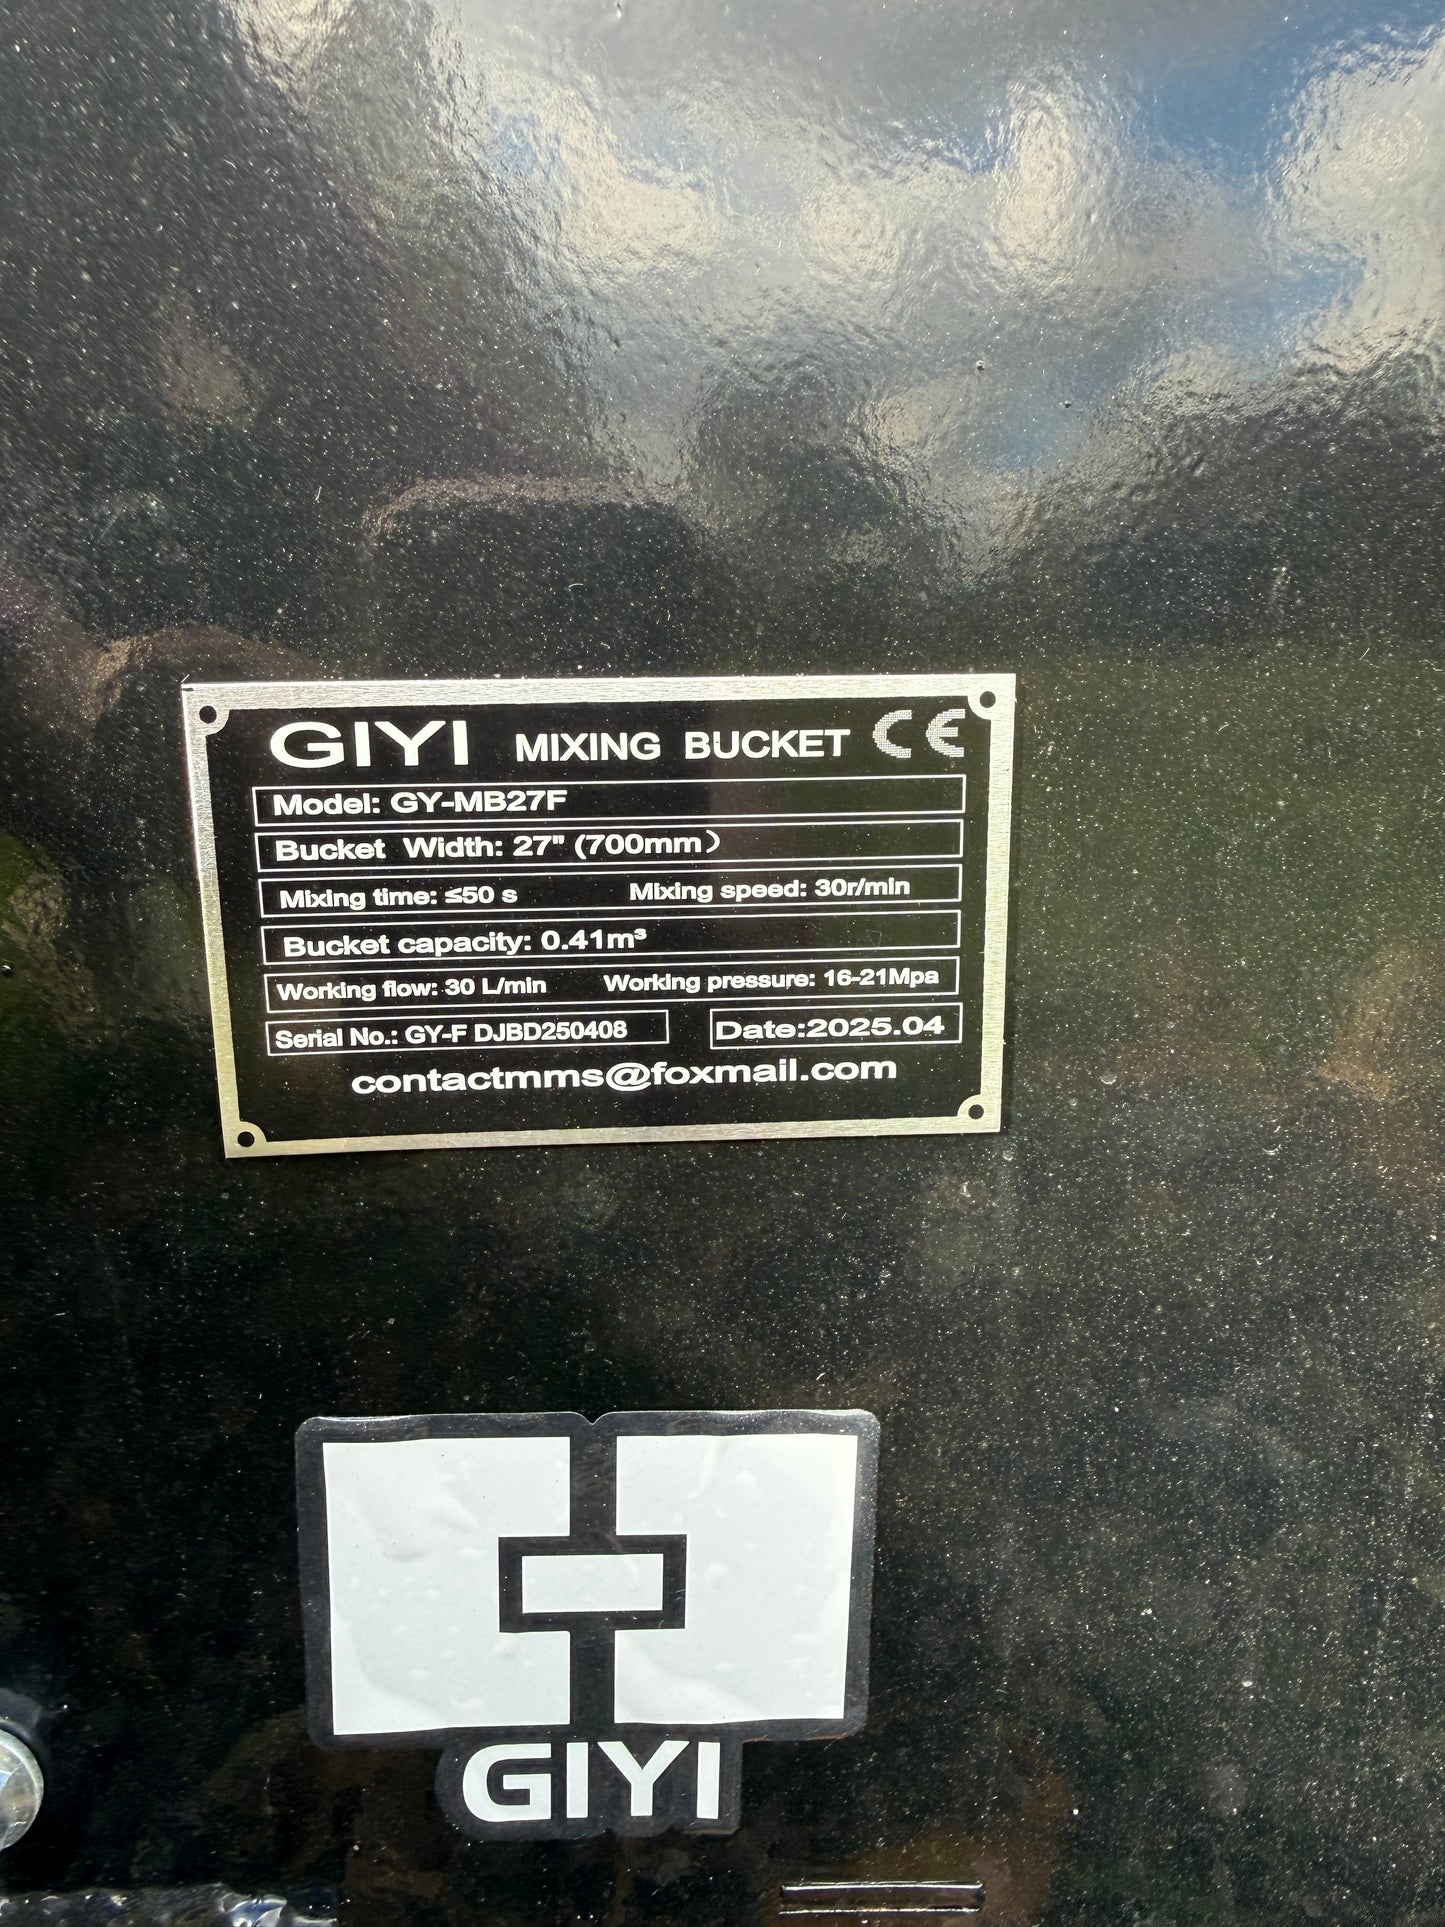 GIYI MIXING BUCKET CE
Model: GY-MB27F
Bucket Width: 27" (700mm）
Mixing time: ≤50 s Mixing speed: 30r/min
Bucket capacity: 0.41m³
Working flow: 30 L/min Working pressure: 16-21Mpa
Serial No.: GY-F DJBD250408 Date:2025.04
contactmms@foxmail.com
GIYI